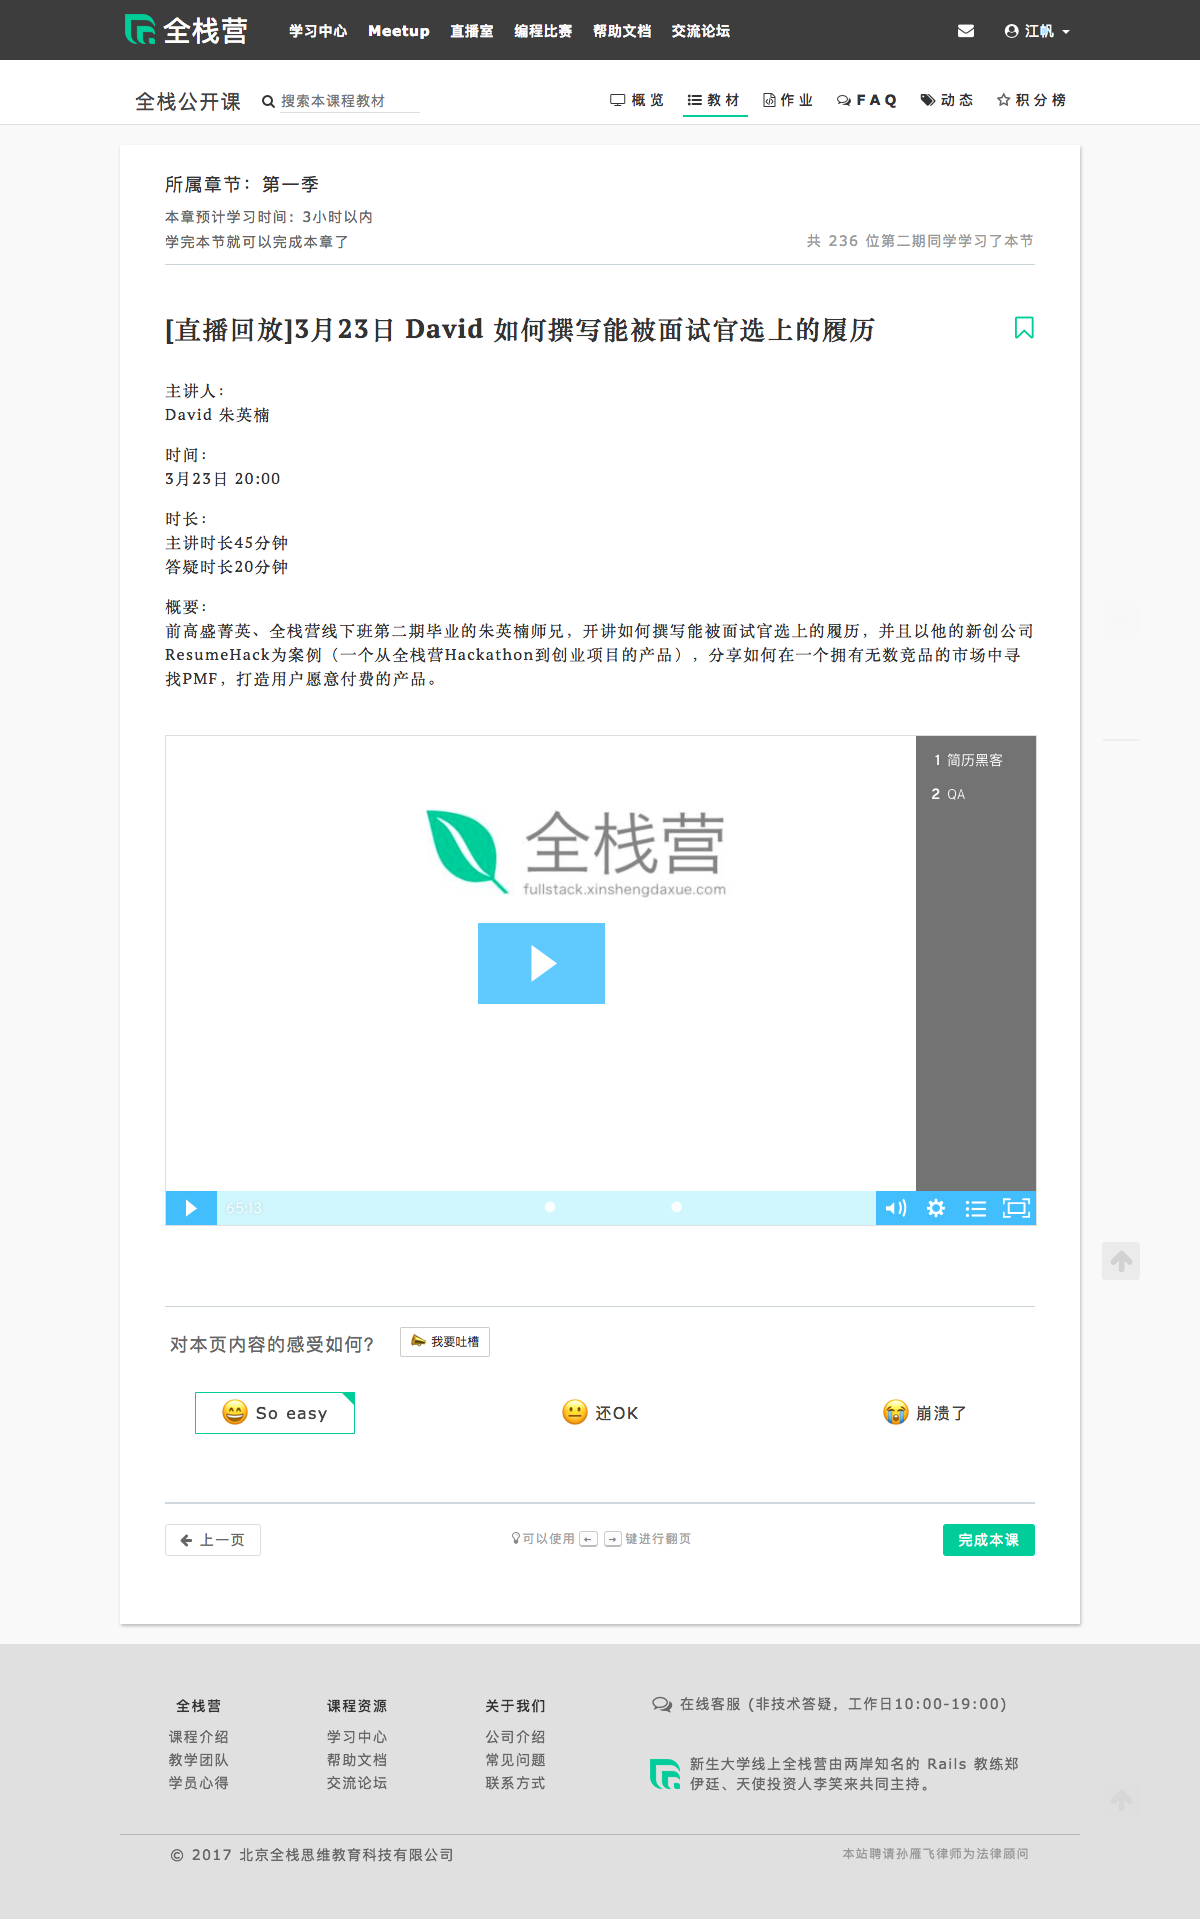 全栈营 学习中心 Meetup 直播室 编程比赛 帮助文档 交流论坛 江帆
全栈公开课 搜索本课程教材 概览 教材 作业 FAQ 动态 积分榜
所属章节：第一季
本章预计学习时间：3小时以内
学完本节就可以完成本章了
共 236 位第二期同学学习了本节
[直播回放]3月23日 David 如何撰写能被面试官选上的履历
主讲人：
David 朱英楠
时间：
3月23日 20:00
时长：
主讲时长45分钟
答疑时长20分钟
概要：
前高盛菁英、全栈营线下班第二期毕业的朱英楠师兄，开讲如何撰写能被面试官选上的履历，并且以他的新创公司
ResumeHack为案例（一个从全栈营Hackathon到创业项目的产品），分享如何在一个拥有无数竞品的市场中寻
找PMF，打造用户愿意付费的产品。
1 简历黑客
2 QA
全栈营
fullstack.xinshengdaxue.com
65:13
对本页内容的感受如何? 我要吐槽
So easy 还OK 崩溃了
← 上一页 可以使用 ← → 键进行翻页 完成本课
全栈营 课程资源 关于我们 在线客服 (非技术答疑，工作日10:00-19:00)
课程介绍 学习中心 公司介绍
教学团队 帮助文档 常见问题
学员心得 交流论坛 联系方式
新生大学线上全栈营由两岸知名的 Rails 教练郑
伊廷、天使投资人李笑来共同主持。
© 2017 北京全栈思维教育科技有限公司 本站聘请孙雁飞律师为法律顾问